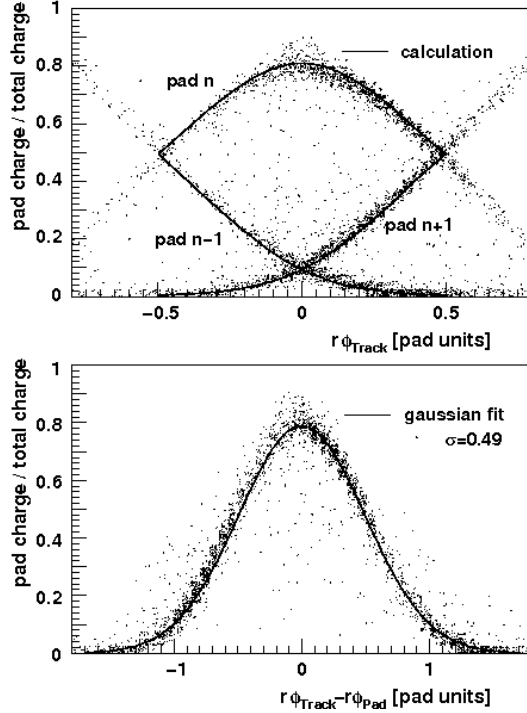 pad charge / total charge
1
0.8
0.6
0.4
0.2
0
calculation
pad n
pad n−1
pad n+1
−0.5
0
0.5
rϕTrack [pad units]
pad charge / total charge
1
0.8
0.6
0.4
0.2
0
gaussian fit
σ=0.49
−1
0
1
rϕTrack−rϕPad [pad units]